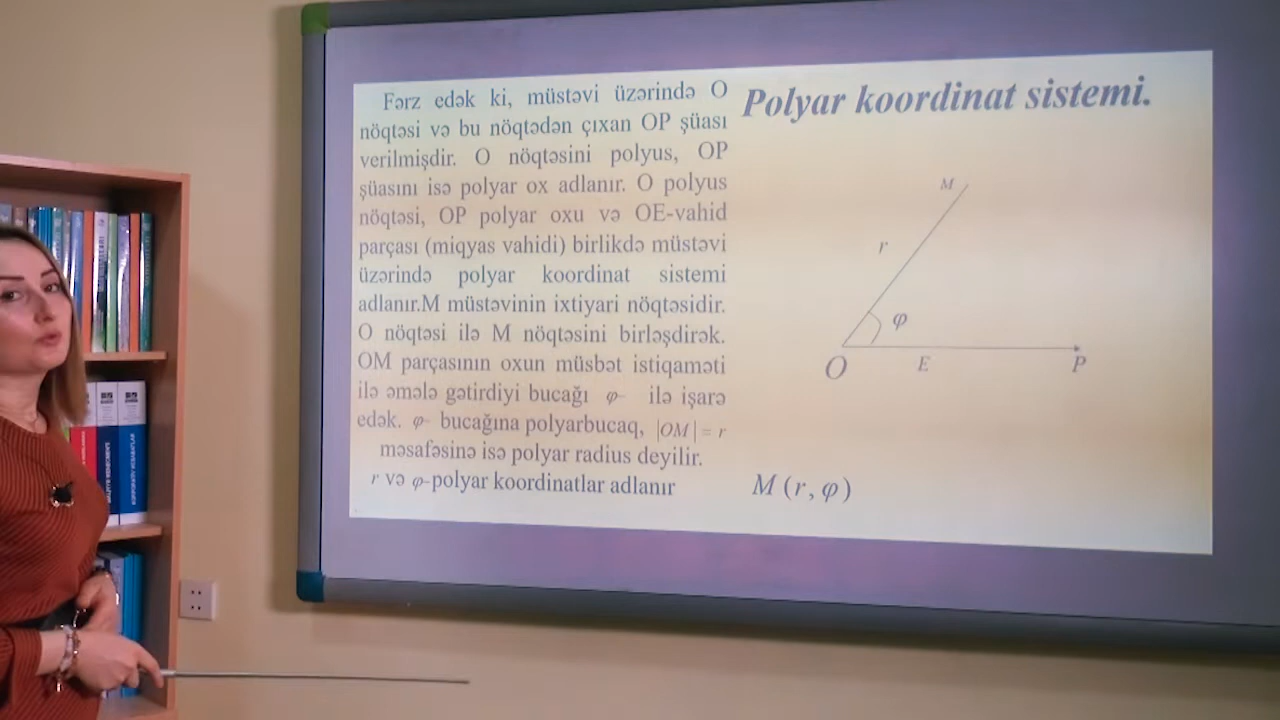 Fərz edək ki, müstəvi üzərində O
nöqtəsi və bu nöqtədən çıxan OP şüası
verilmişdir. O nöqtəsini polyus, OP
şüasını isə polyar ox adlanır. O polyus
nöqtəsi, OP polyar oxu və OE-vahid
parçası (miqyas vahidi) birlikdə müstəvi
üzərində polyar koordinat sistemi
adlanır.M müstəvinin ixtiyari nöqtəsidir.
O nöqtəsi ilə M nöqtəsini birləşdirək.
OM parçasının oxun müsbət istiqaməti
ilə əmələ gətirdiyi bucağı φ- ilə işarə
edək. φ- bucağına polyarbucaq, |OM| = r
məsafəsinə isə polyar radius deyilir.
r və φ-polyar koordinatlar adlanır
Polyar koordinat sistemi.
M
r
φ
O
E
P
M (r, φ)